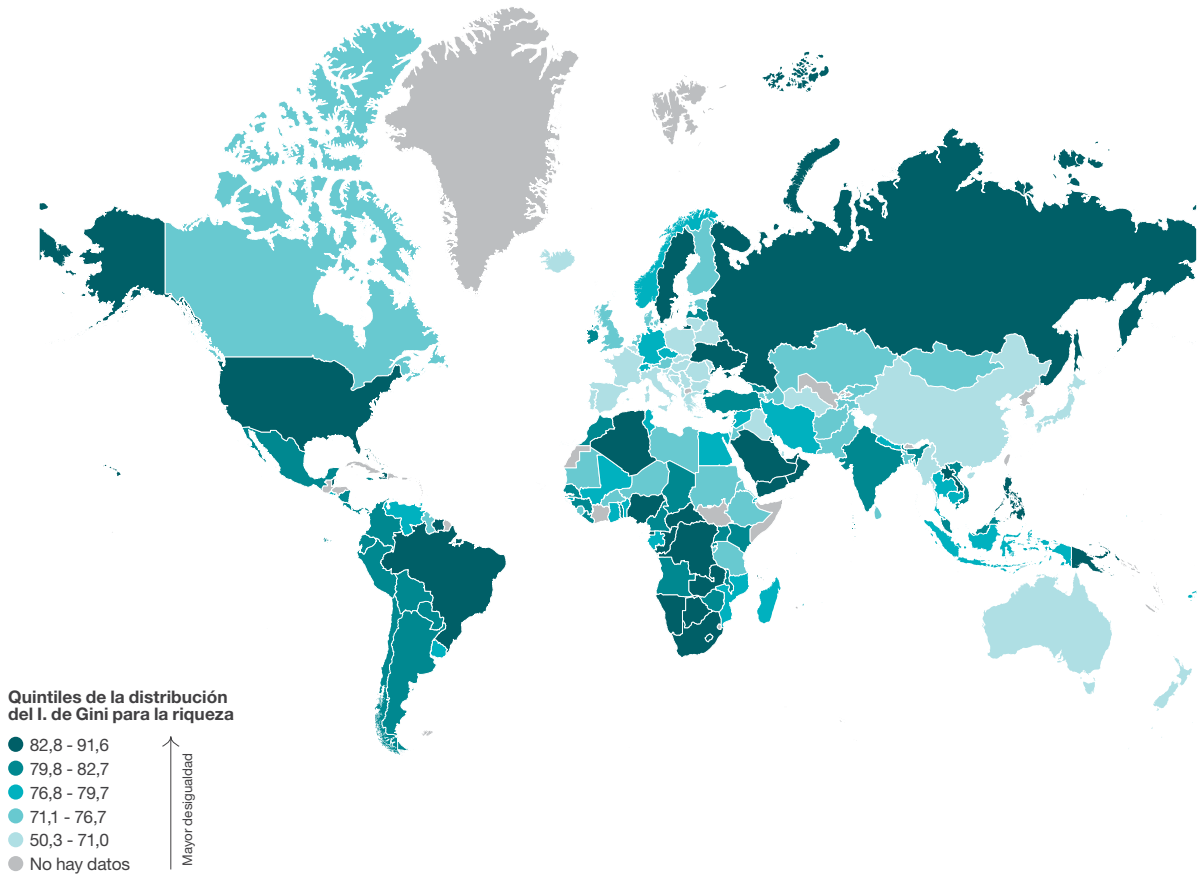 Quintiles de la distribución
del I. de Gini para la riqueza
82,8 - 91,6
79,8 - 82,7
76,8 - 79,7
71,1 - 76,7
50,3 - 71,0
No hay datos
Mayor desigualdad